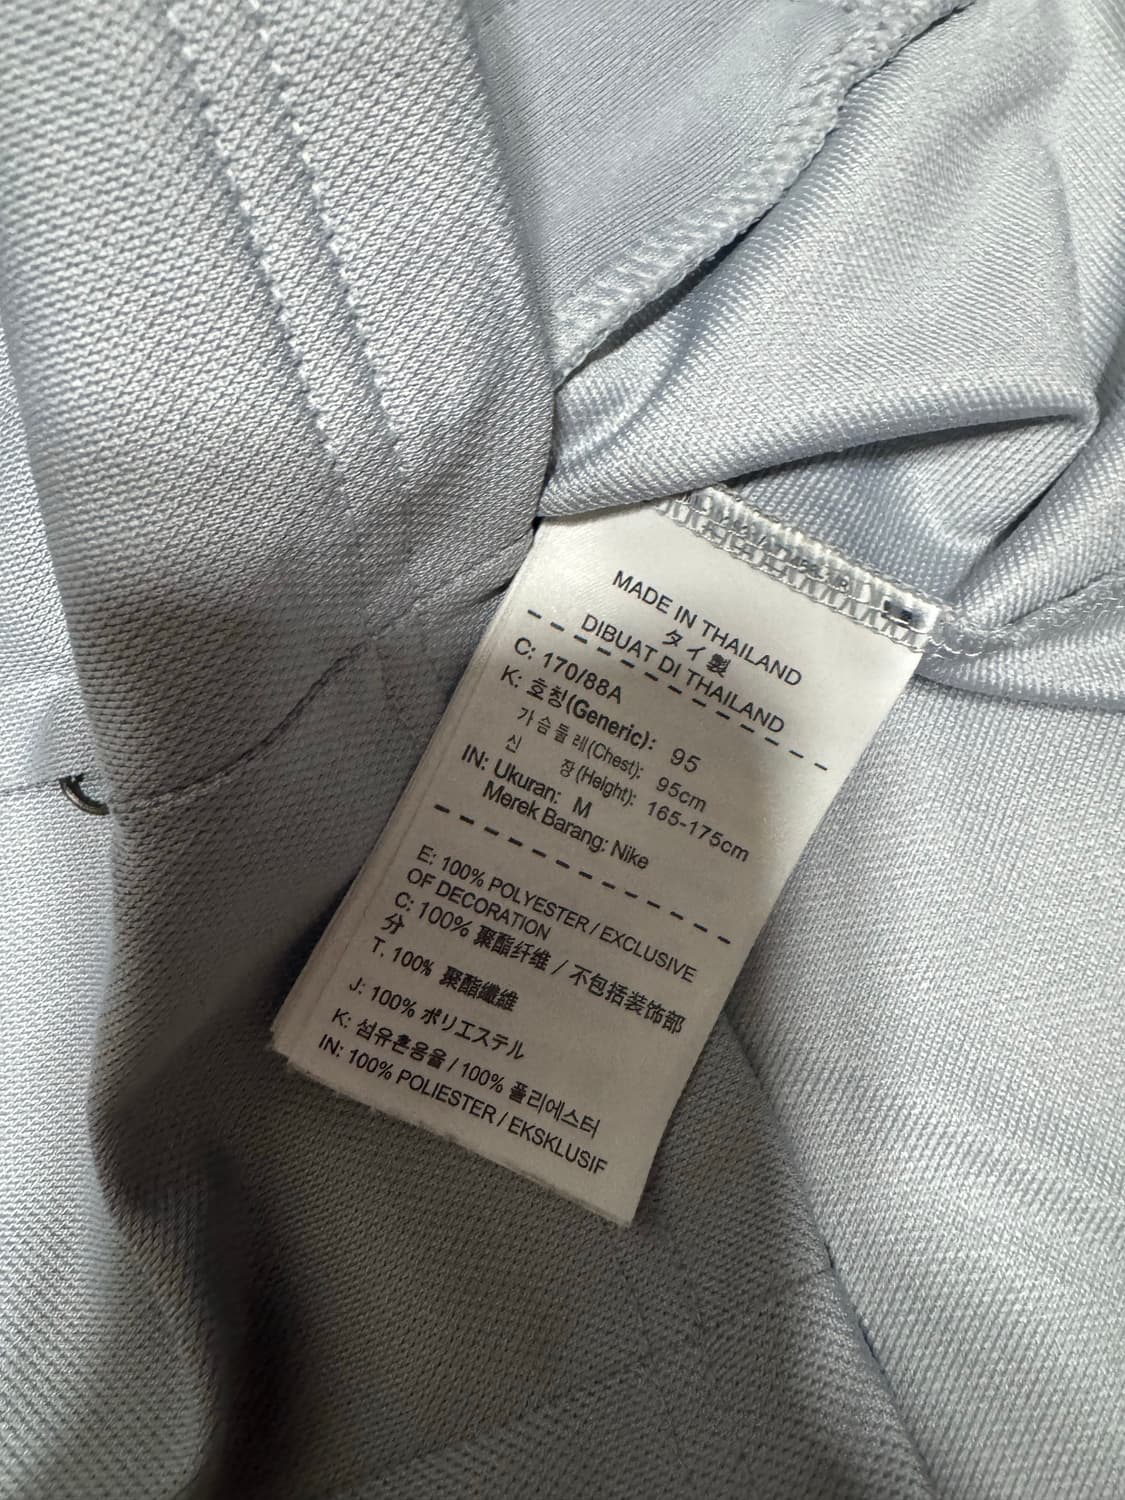 MADE IN THAILAND
タイ製
DIBUAT DI THAILAND
C: 170/88A
K: 호칭(Generic): 95
가슴둘레(Chest): 95cm
신 장(Height): 165-175cm
IN: Ukuran: M
Merek Barang: Nike
E: 100% POLYESTER / EXCLUSIVE
OF DECORATION
C: 100% 聚酯纤维 / 不包括装饰部
分
T. 100% 聚酯纖維
J: 100% ポリエステル
K: 섬유혼용율 / 100% 폴리에스터
IN: 100% POLIESTER / EKSKLUSIF